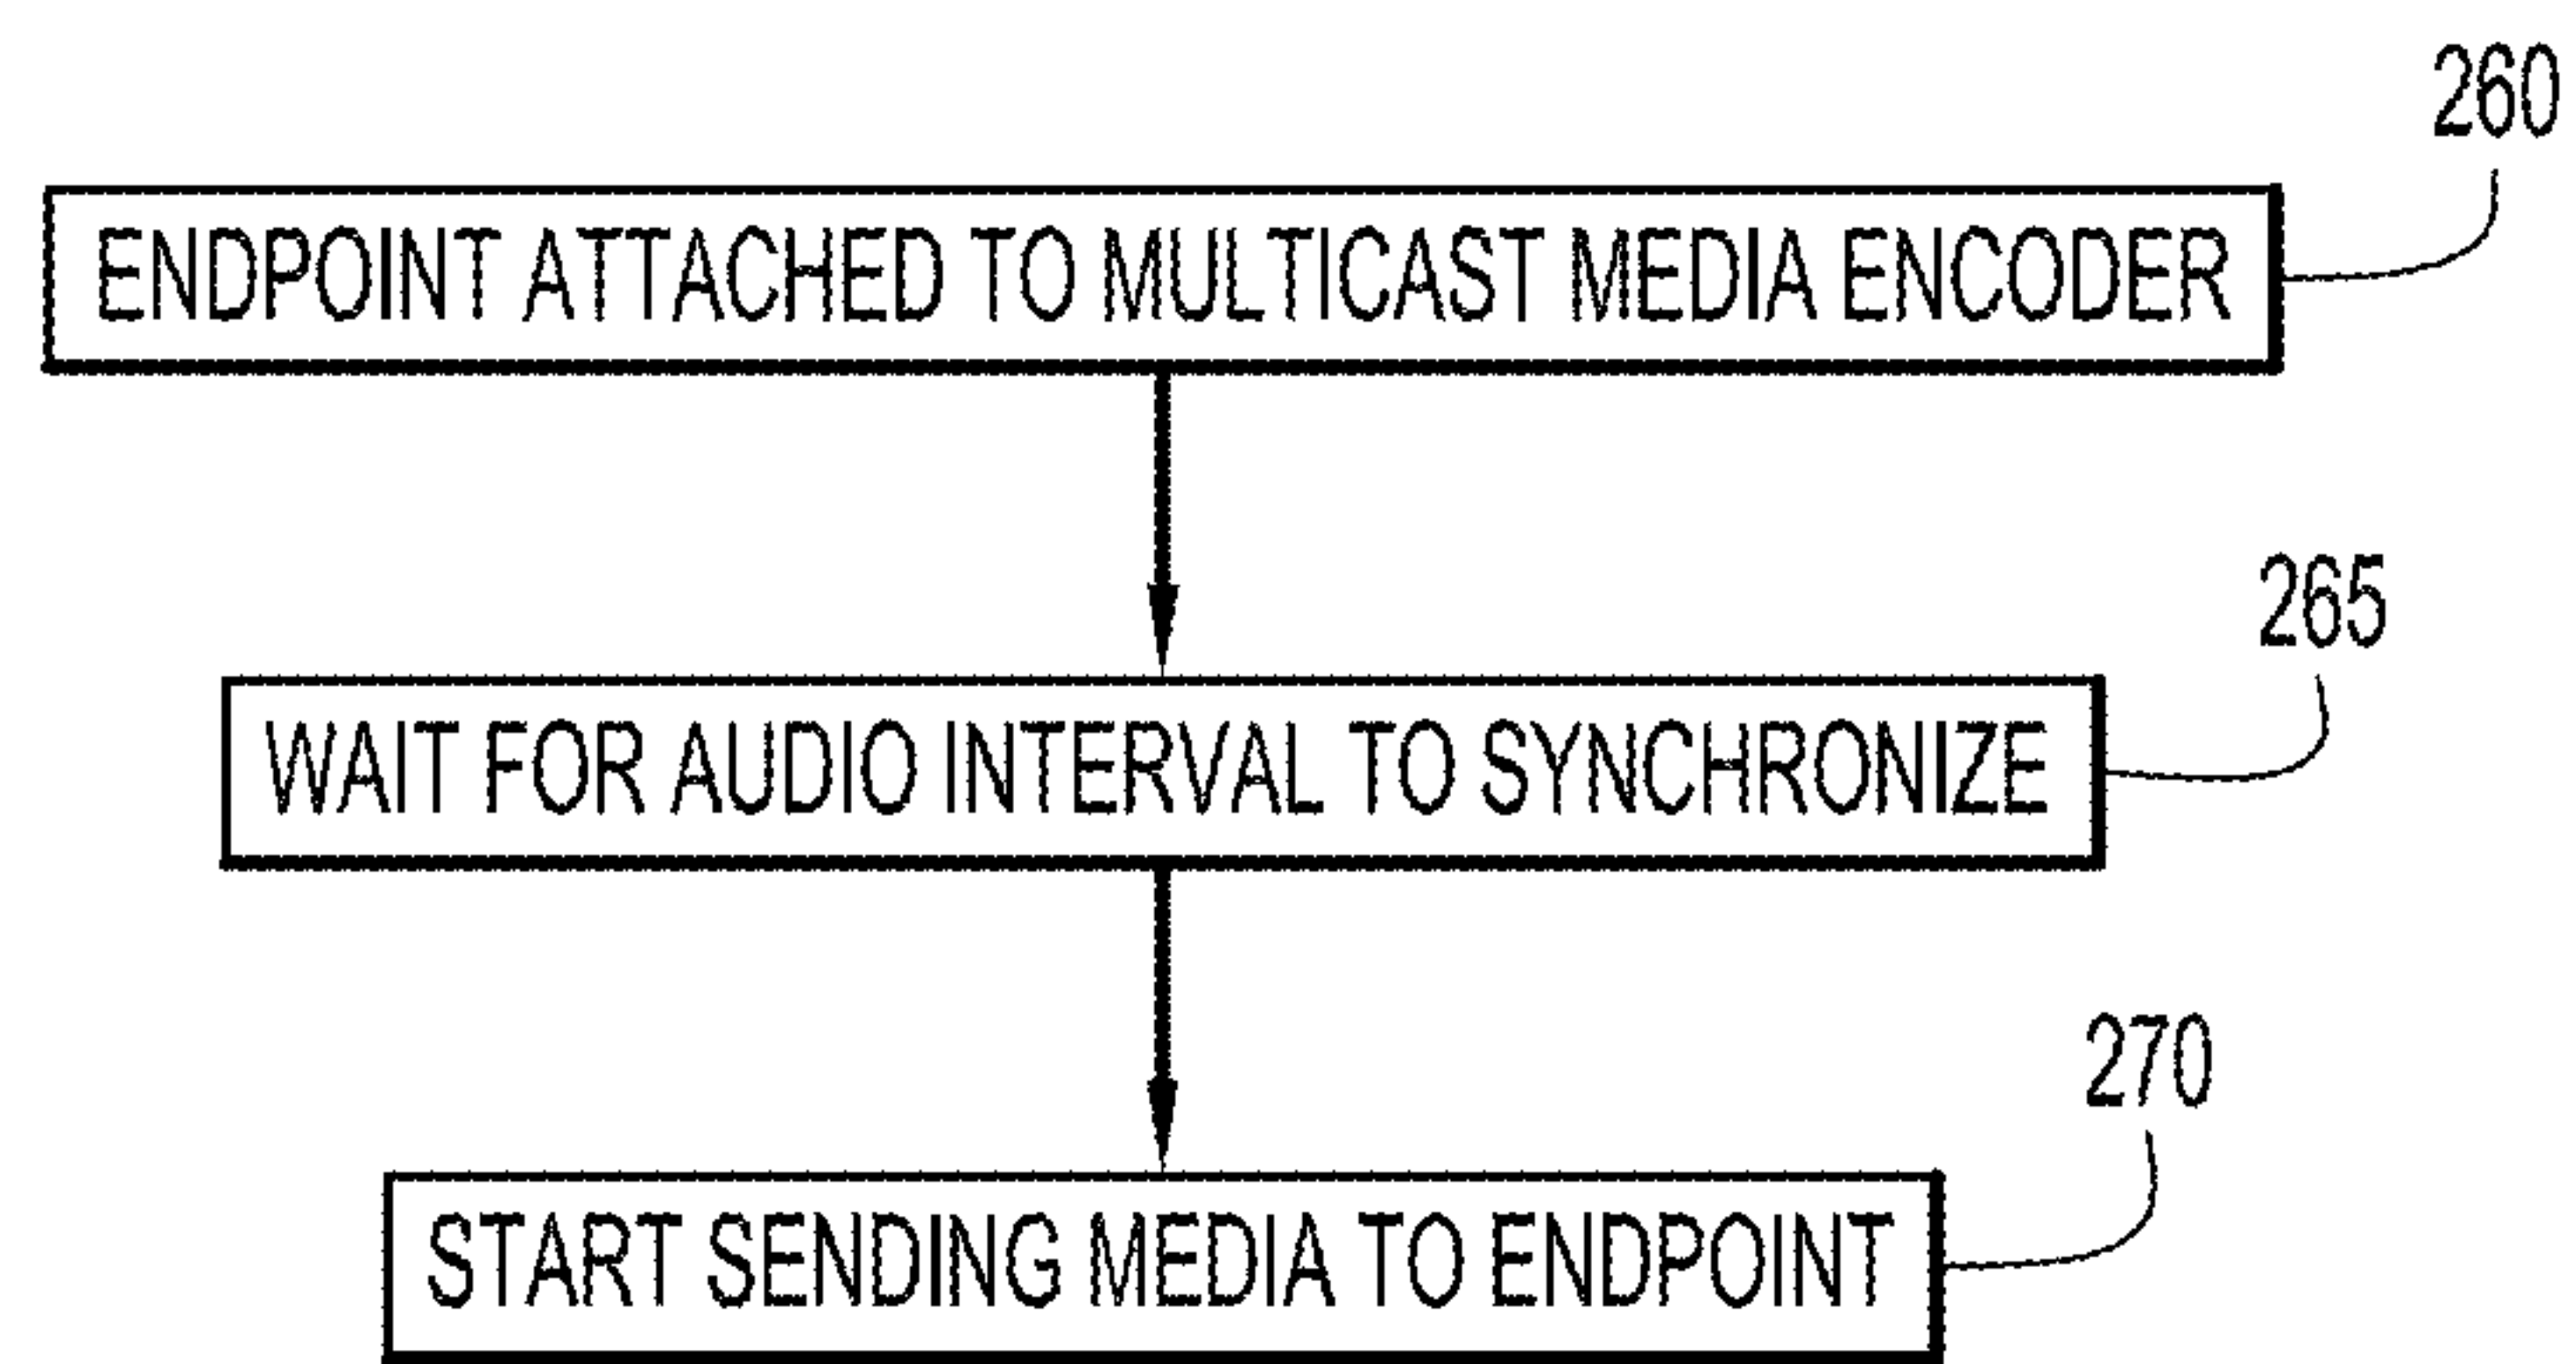 260
ENDPOINT ATTACHED TO MULTICAST MEDIA ENCODER
265
WAIT FOR AUDIO INTERVAL TO SYNCHRONIZE
270
START SENDING MEDIA TO ENDPOINT